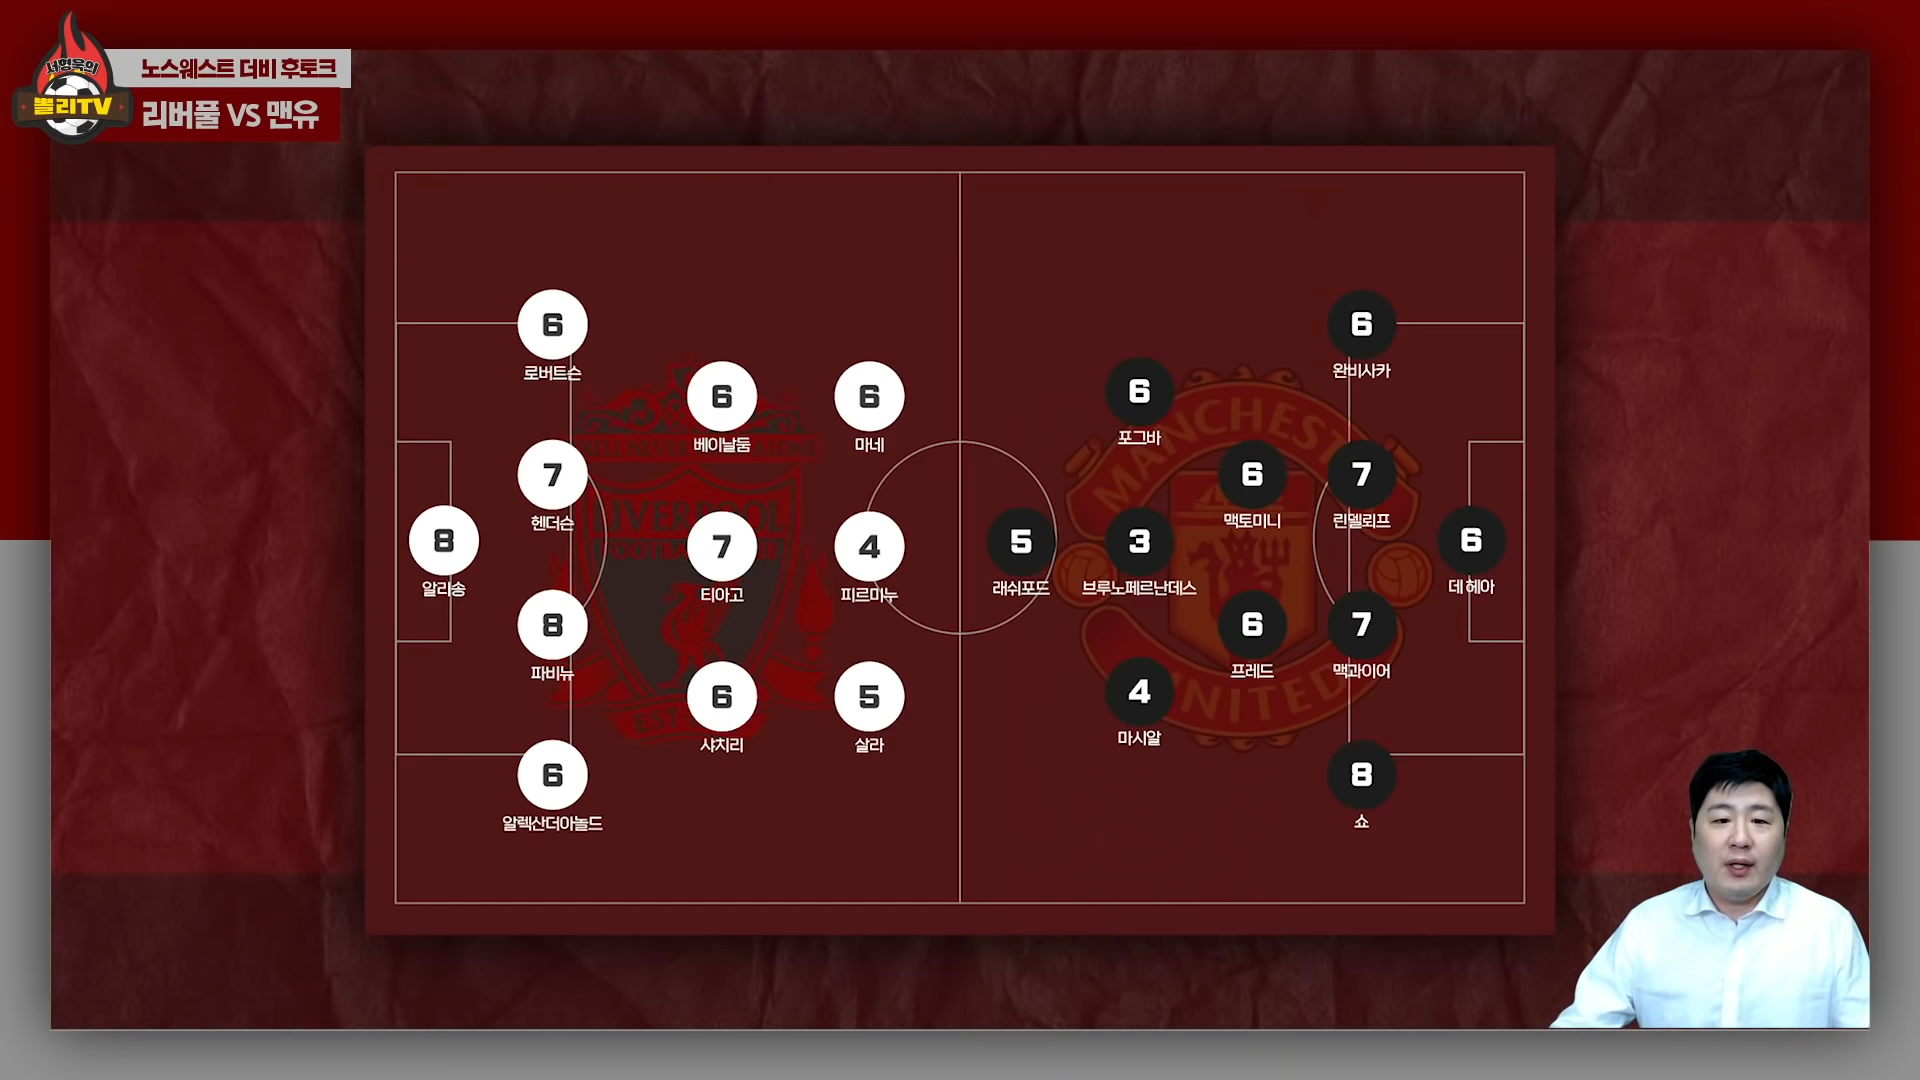 서형욱의
뽈리TV
노스웨스트 더비 후토크
리버풀 VS 맨유
6
로버트슨
7
헨더슨
8
알리송
8
파비뉴
6
알렉산더아놀드
6
베이날둠
7
티아고
6
샤치리
6
마네
4
피르미누
5
살라
5
래쉬포드
6
포그바
3
브루노페르난데스
4
마시알
6
맥토미니
6
프레드
6
완비사카
7
린델로프
7
맥과이어
8
쇼
6
데 헤아
LIVERPOOL
MANCHESTER
UNITED